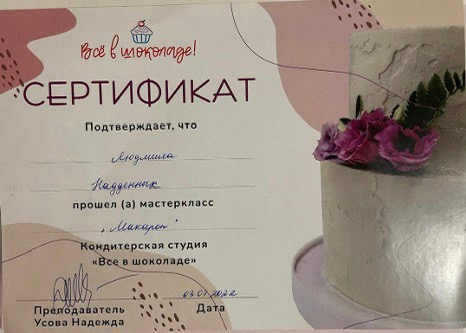 Всё в шоколаде!
СЕРТИФИКАТ
Подтверждает, что
Людмила
прошел (а) мастеркласс
„Макарон"
Кондитерская студия
«Все в шоколаде»
Преподаватель
Усова Надежда
03.07.2022
Дата